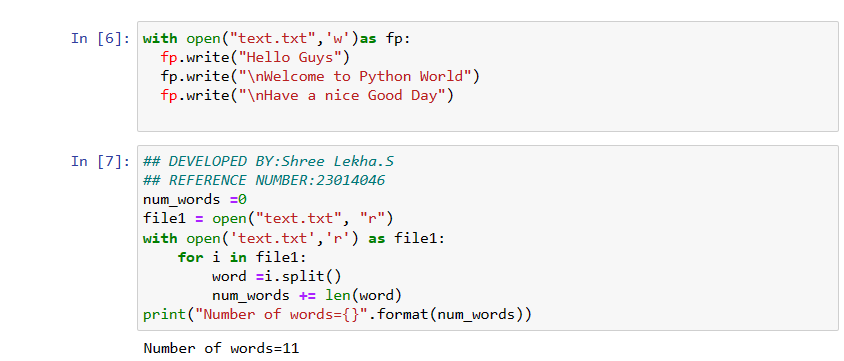 In [6]: with open("text.txt",'w')as fp:
fp.write("Hello Guys")
fp.write("\nWelcome to Python World")
fp.write("\nHave a nice Good Day")
In [7]: ## DEVELOPED BY:Shree Lekha.S
## REFERENCE NUMBER:23014046
num_words =0
file1 = open("text.txt", "r")
with open('text.txt','r') as file1:
for i in file1:
word =i.split()
num_words += len(word)
print("Number of words={}".format(num_words))
Number of words=11